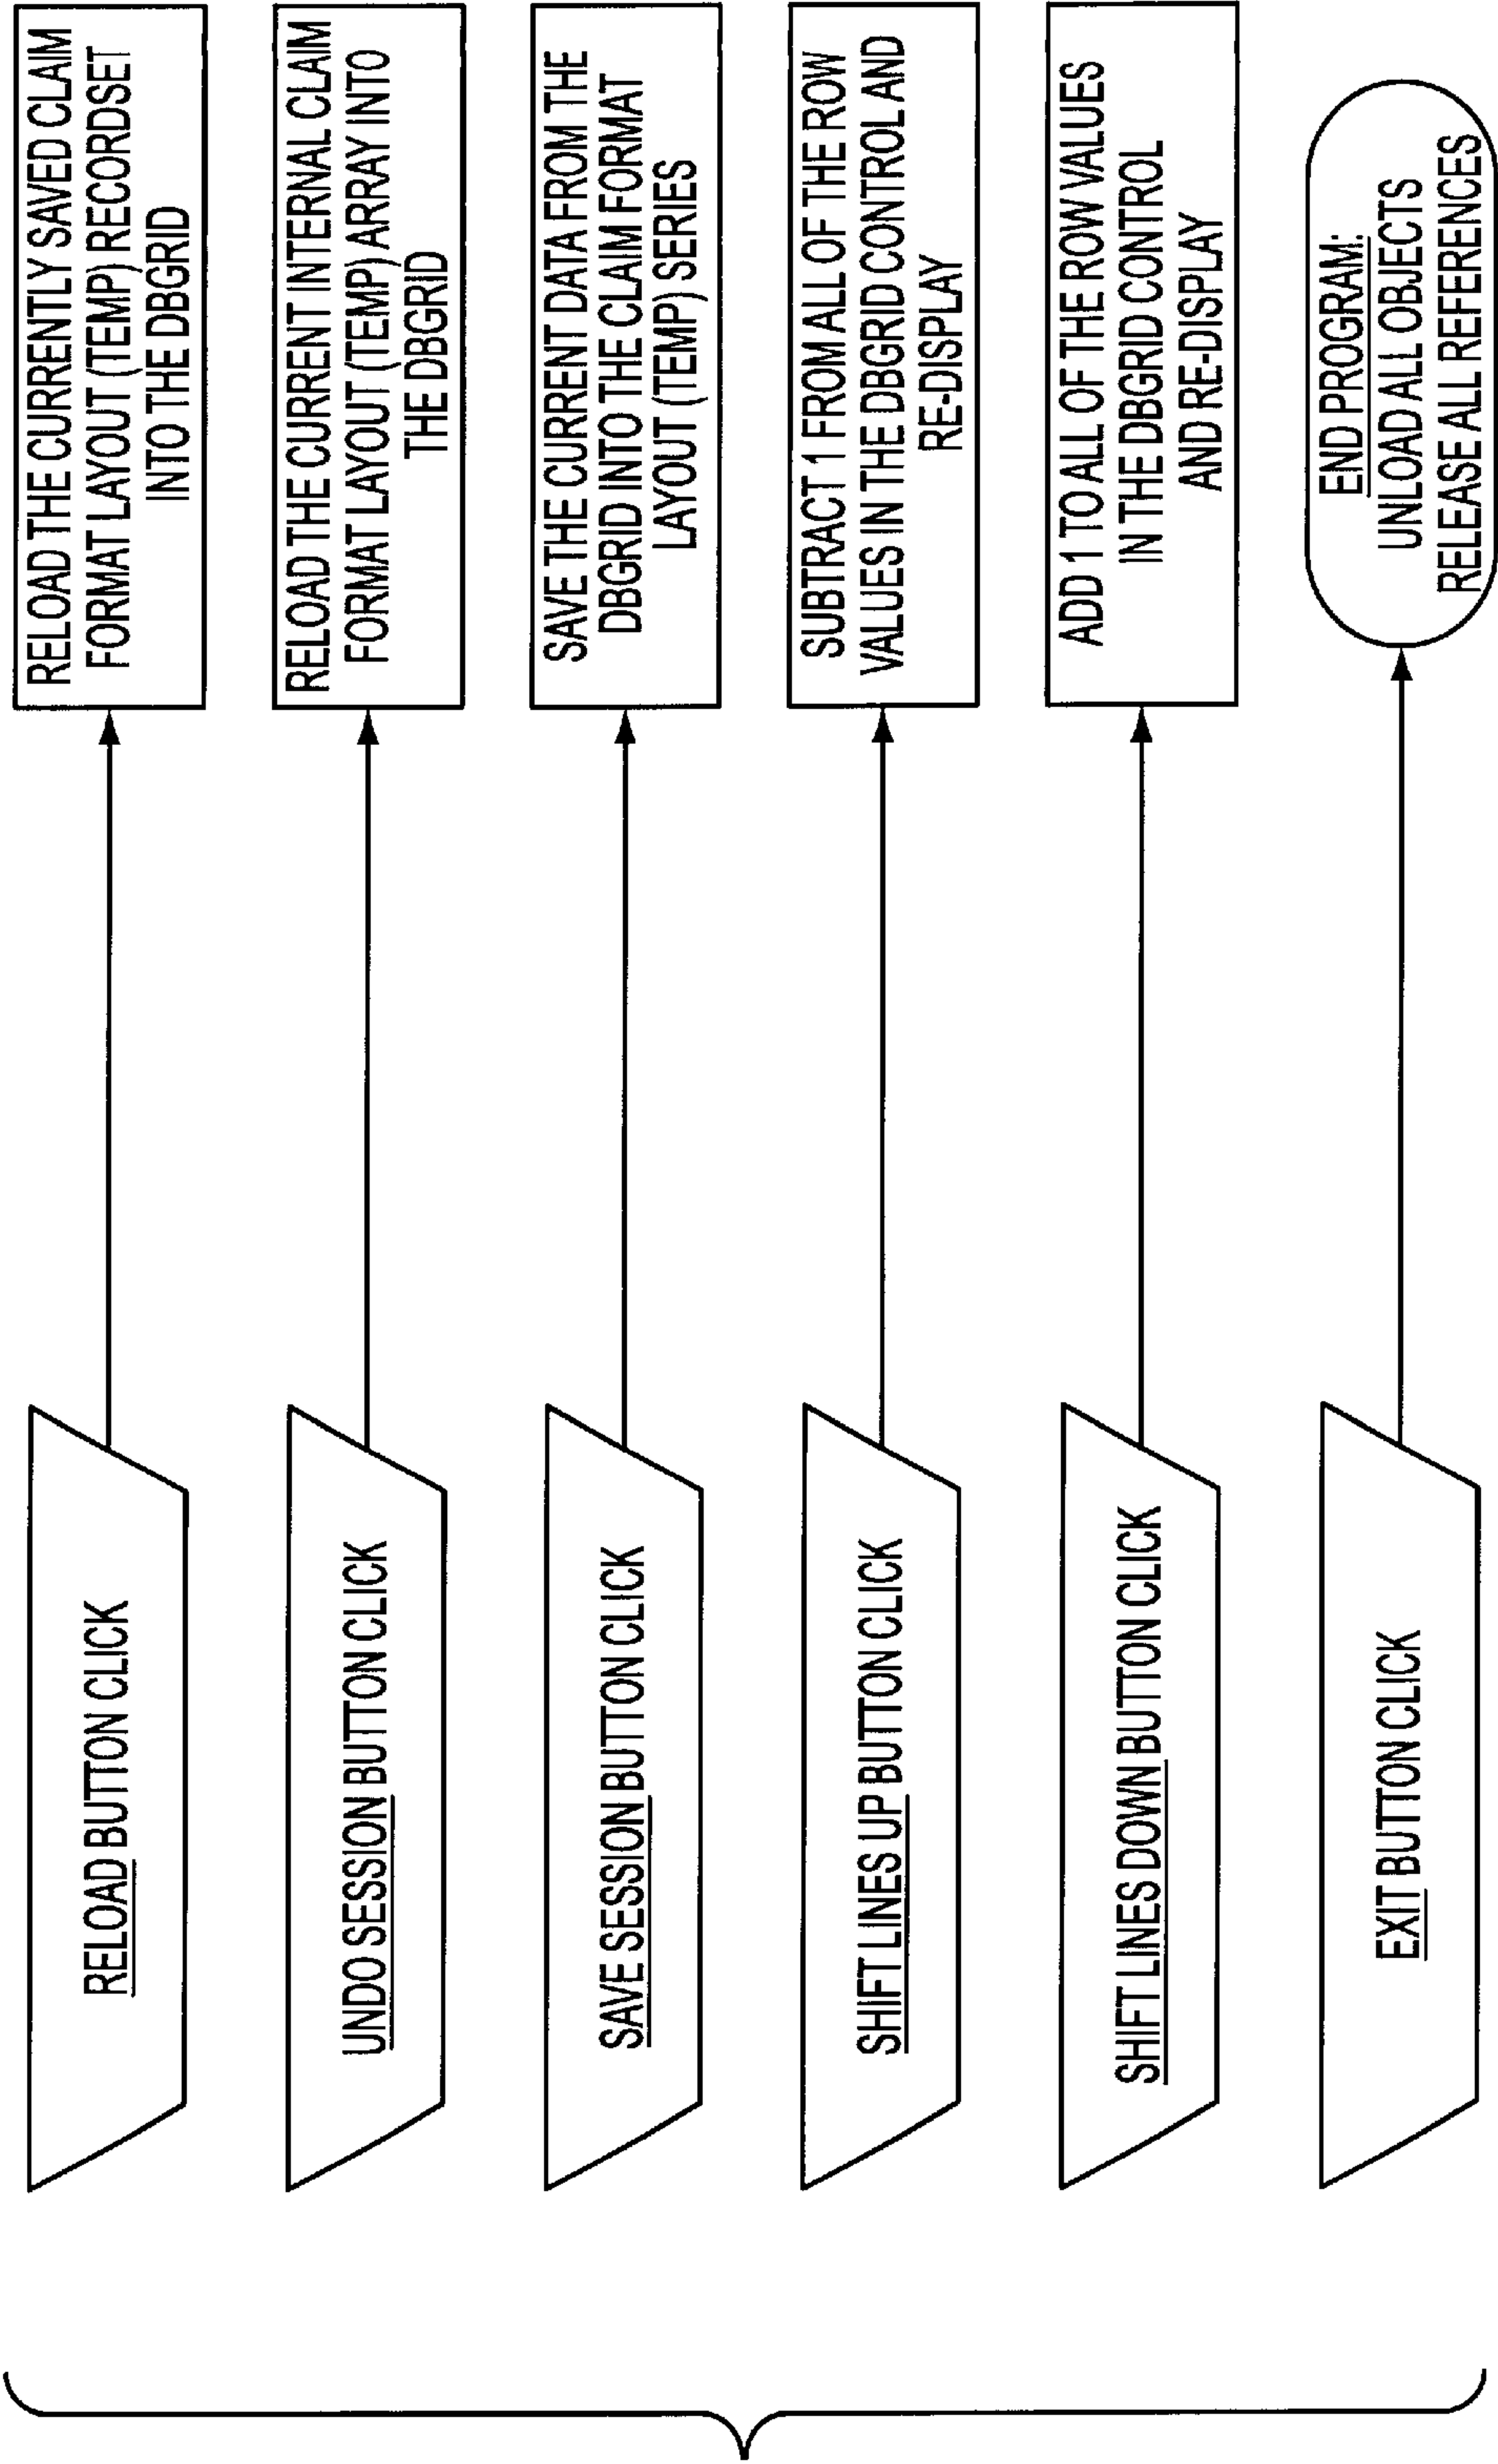 RELOAD BUTTON CLICK
RELOAD THE CURRENTLY SAVED CLAIM
FORMAT LAYOUT (TEMP) RECORDSET
INTO THE DBGRID
UNDO SESSION BUTTON CLICK
RELOAD THE CURRENT INTERNAL CLAIM
FORMAT LAYOUT (TEMP) ARRAY INTO
THE DBGRID
SAVE SESSION BUTTON CLICK
SAVE THE CURRENT DATA FROM THE
DBGRID INTO THE CLAIM FORMAT
LAYOUT (TEMP) SERIES
SHIFT LINES UP BUTTON CLICK
SUBTRACT 1 FROM ALL OF THE ROW
VALUES IN THE DBGRID CONTROL AND
RE-DISPLAY
SHIFT LINES DOWN BUTTON CLICK
ADD 1 TO ALL OF THE ROW VALUES
IN THE DBGRID CONTROL
AND RE-DISPLAY
EXIT BUTTON CLICK
END PROGRAM:
UNLOAD ALL OBJECTS
RELEASE ALL REFERENCES